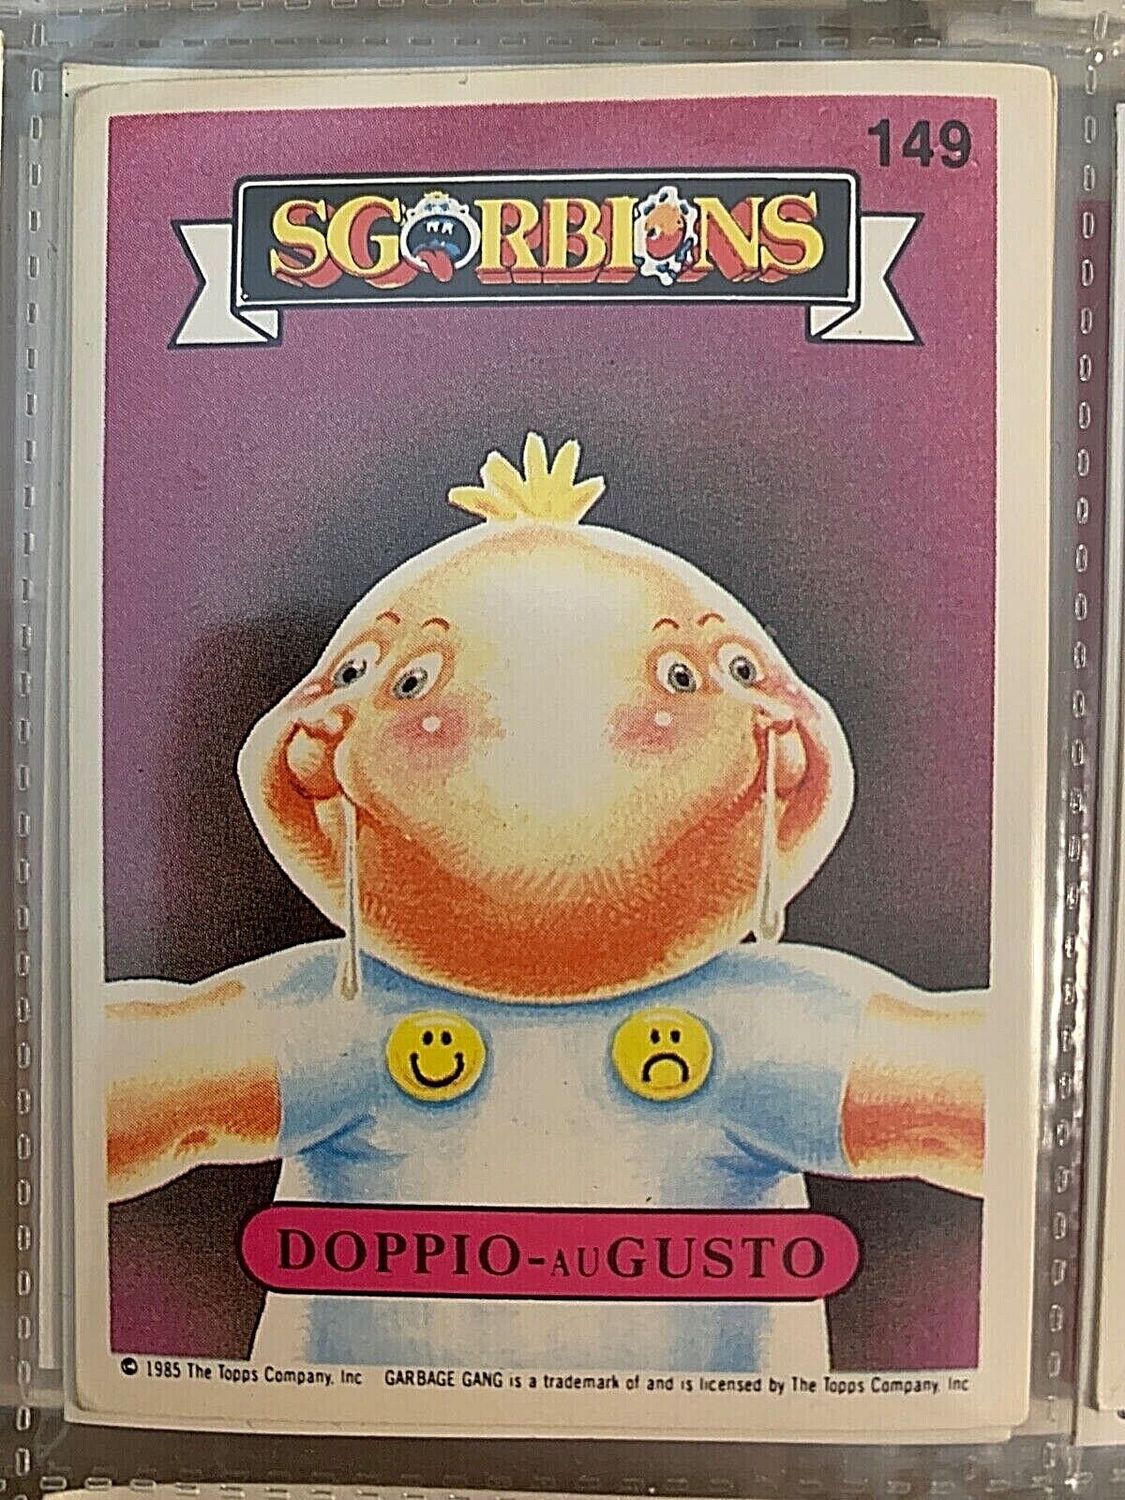 149
SGORBIONS
DOPPIO-AUGUSTO
© 1985 The Topps Company, Inc GARBAGE GANG is a trademark of and is licensed by The Topps Company, Inc